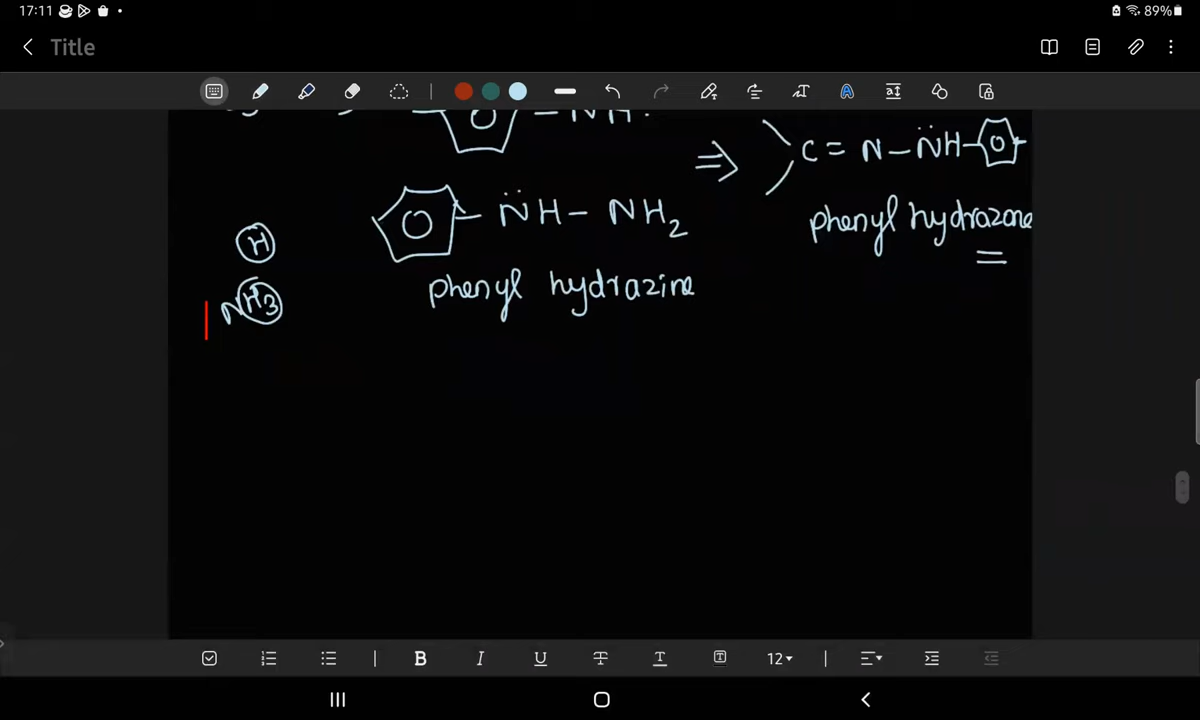 17:11 89%
Title
C = N – N̈H –
– N̈H – NH2
phenyl hydrazone
H
phenyl hydrazine
NH3
B I U T T T 12